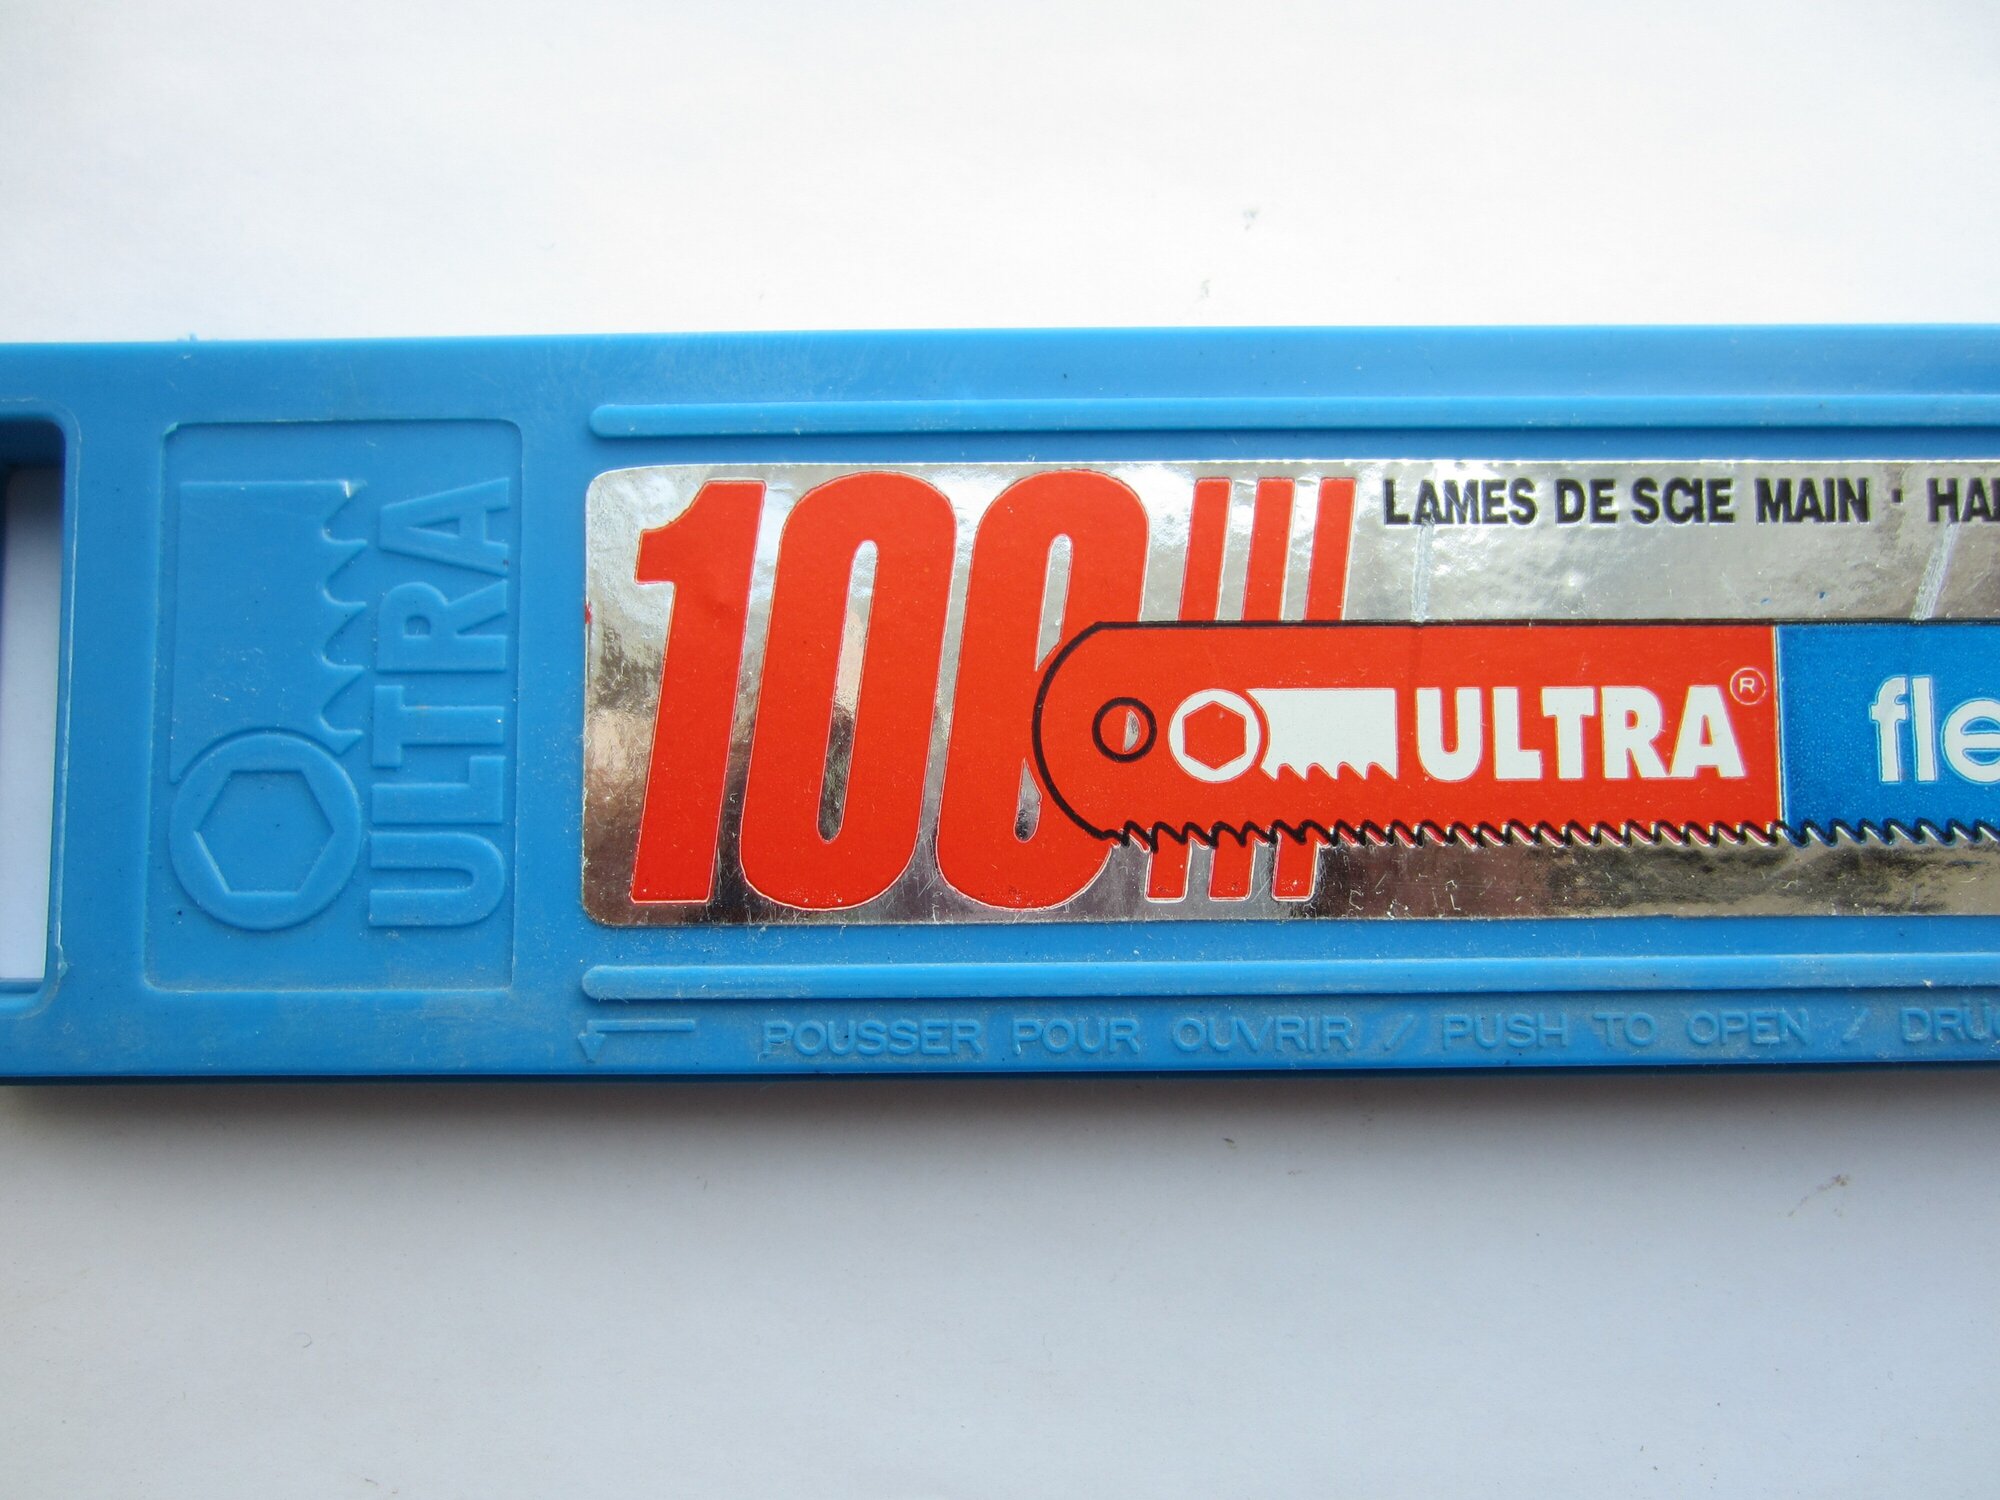 ULTRA
100
LAMES DE SCIE MAIN ·
ULTRA®
POUSSER POUR OUVRIR / PUSH TO OPEN /